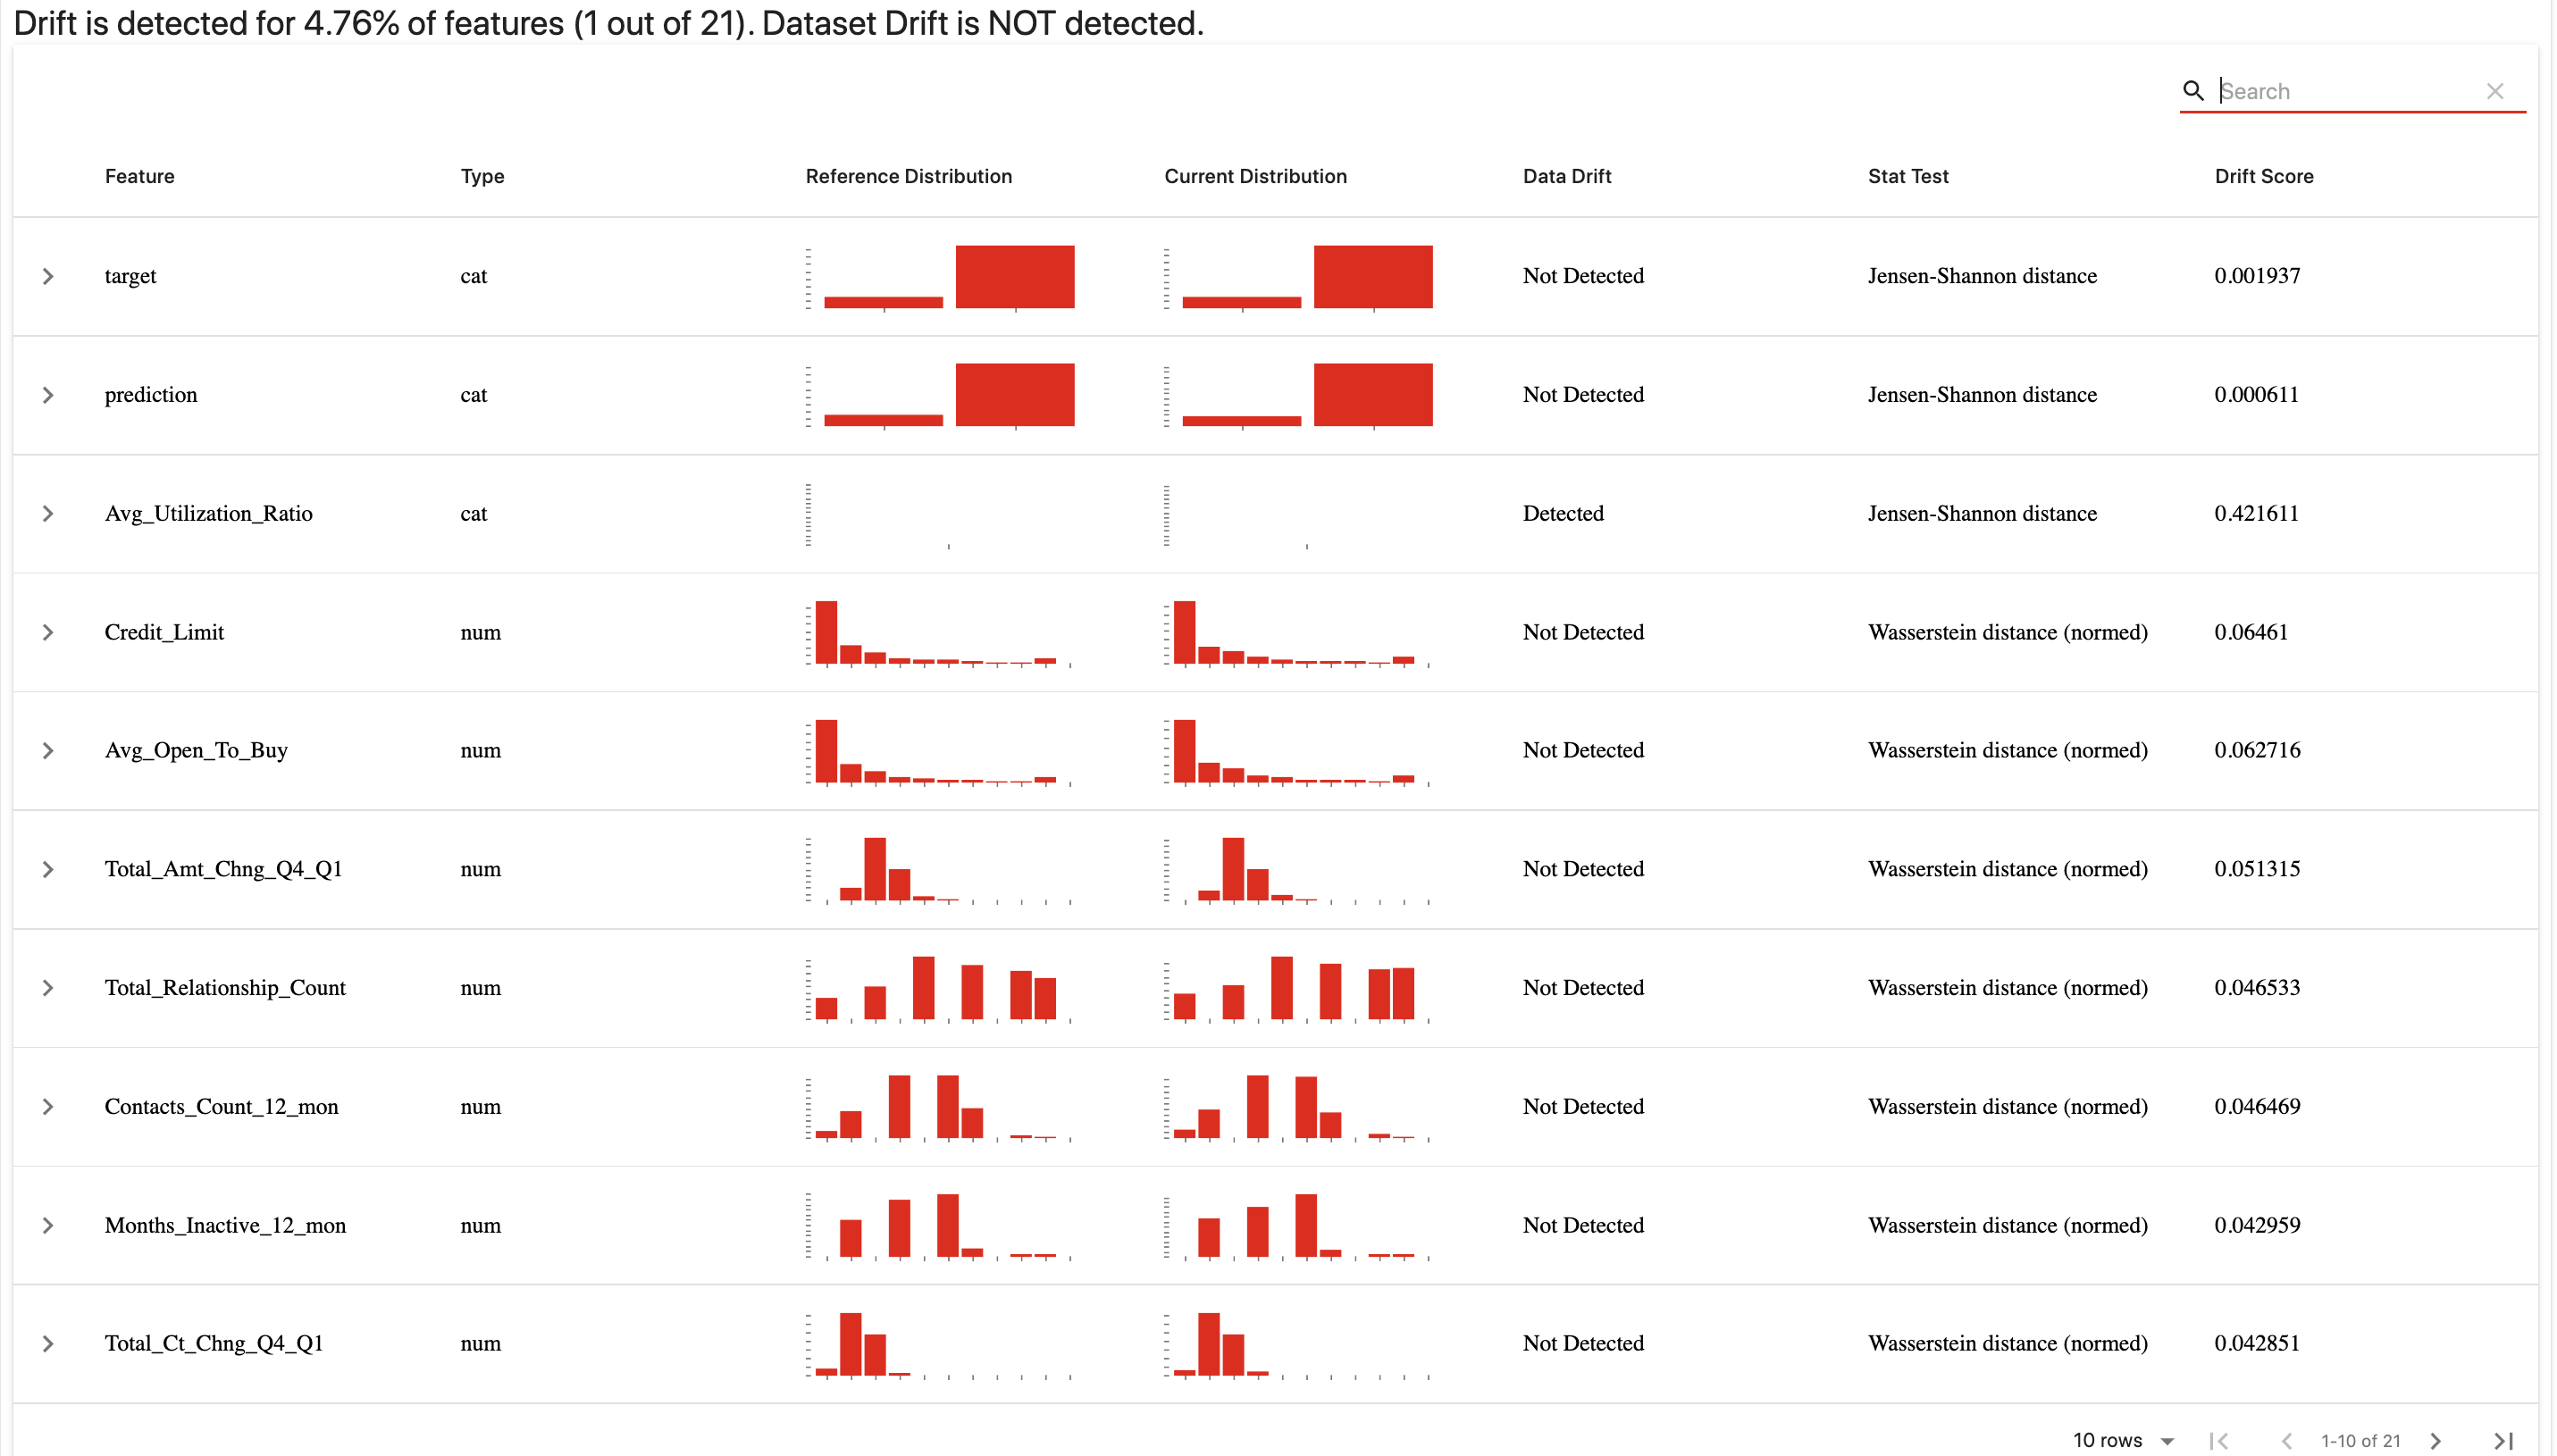 Drift is detected for 4.76% of features (1 out of 21). Dataset Drift is NOT detected.
Search
Feature Type Reference Distribution Current Distribution Data Drift Stat Test Drift Score
target cat Not Detected Jensen-Shannon distance 0.001937
prediction cat Not Detected Jensen-Shannon distance 0.000611
Avg_Utilization_Ratio cat Detected Jensen-Shannon distance 0.421611
Credit_Limit num Not Detected Wasserstein distance (normed) 0.06461
Avg_Open_To_Buy num Not Detected Wasserstein distance (normed) 0.062716
Total_Amt_Chng_Q4_Q1 num Not Detected Wasserstein distance (normed) 0.051315
Total_Relationship_Count num Not Detected Wasserstein distance (normed) 0.046533
Contacts_Count_12_mon num Not Detected Wasserstein distance (normed) 0.046469
Months_Inactive_12_mon num Not Detected Wasserstein distance (normed) 0.042959
Total_Ct_Chng_Q4_Q1 num Not Detected Wasserstein distance (normed) 0.042851
10 rows 1-10 of 21